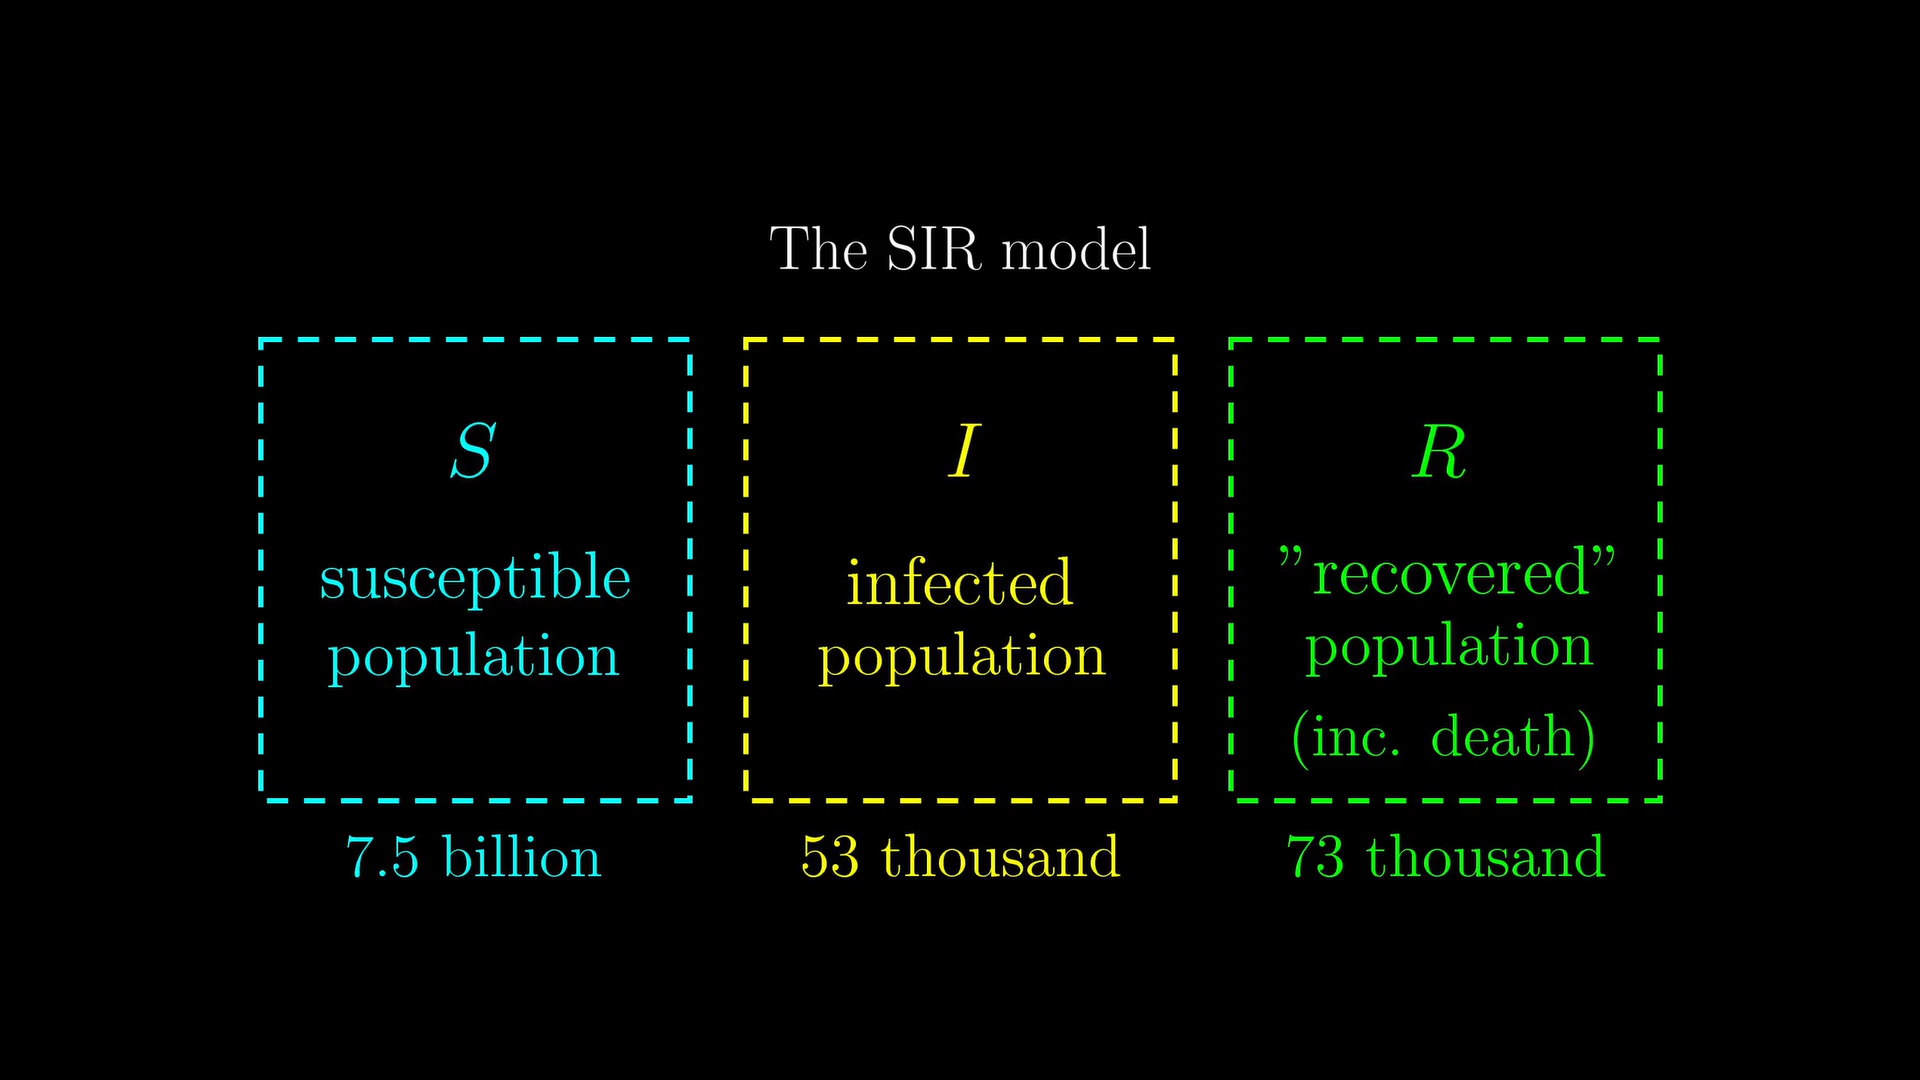 The SIR model
S
susceptible
population
7.5 billion
I
infected
population
53 thousand
R
”recovered”
population
(inc. death)
73 thousand